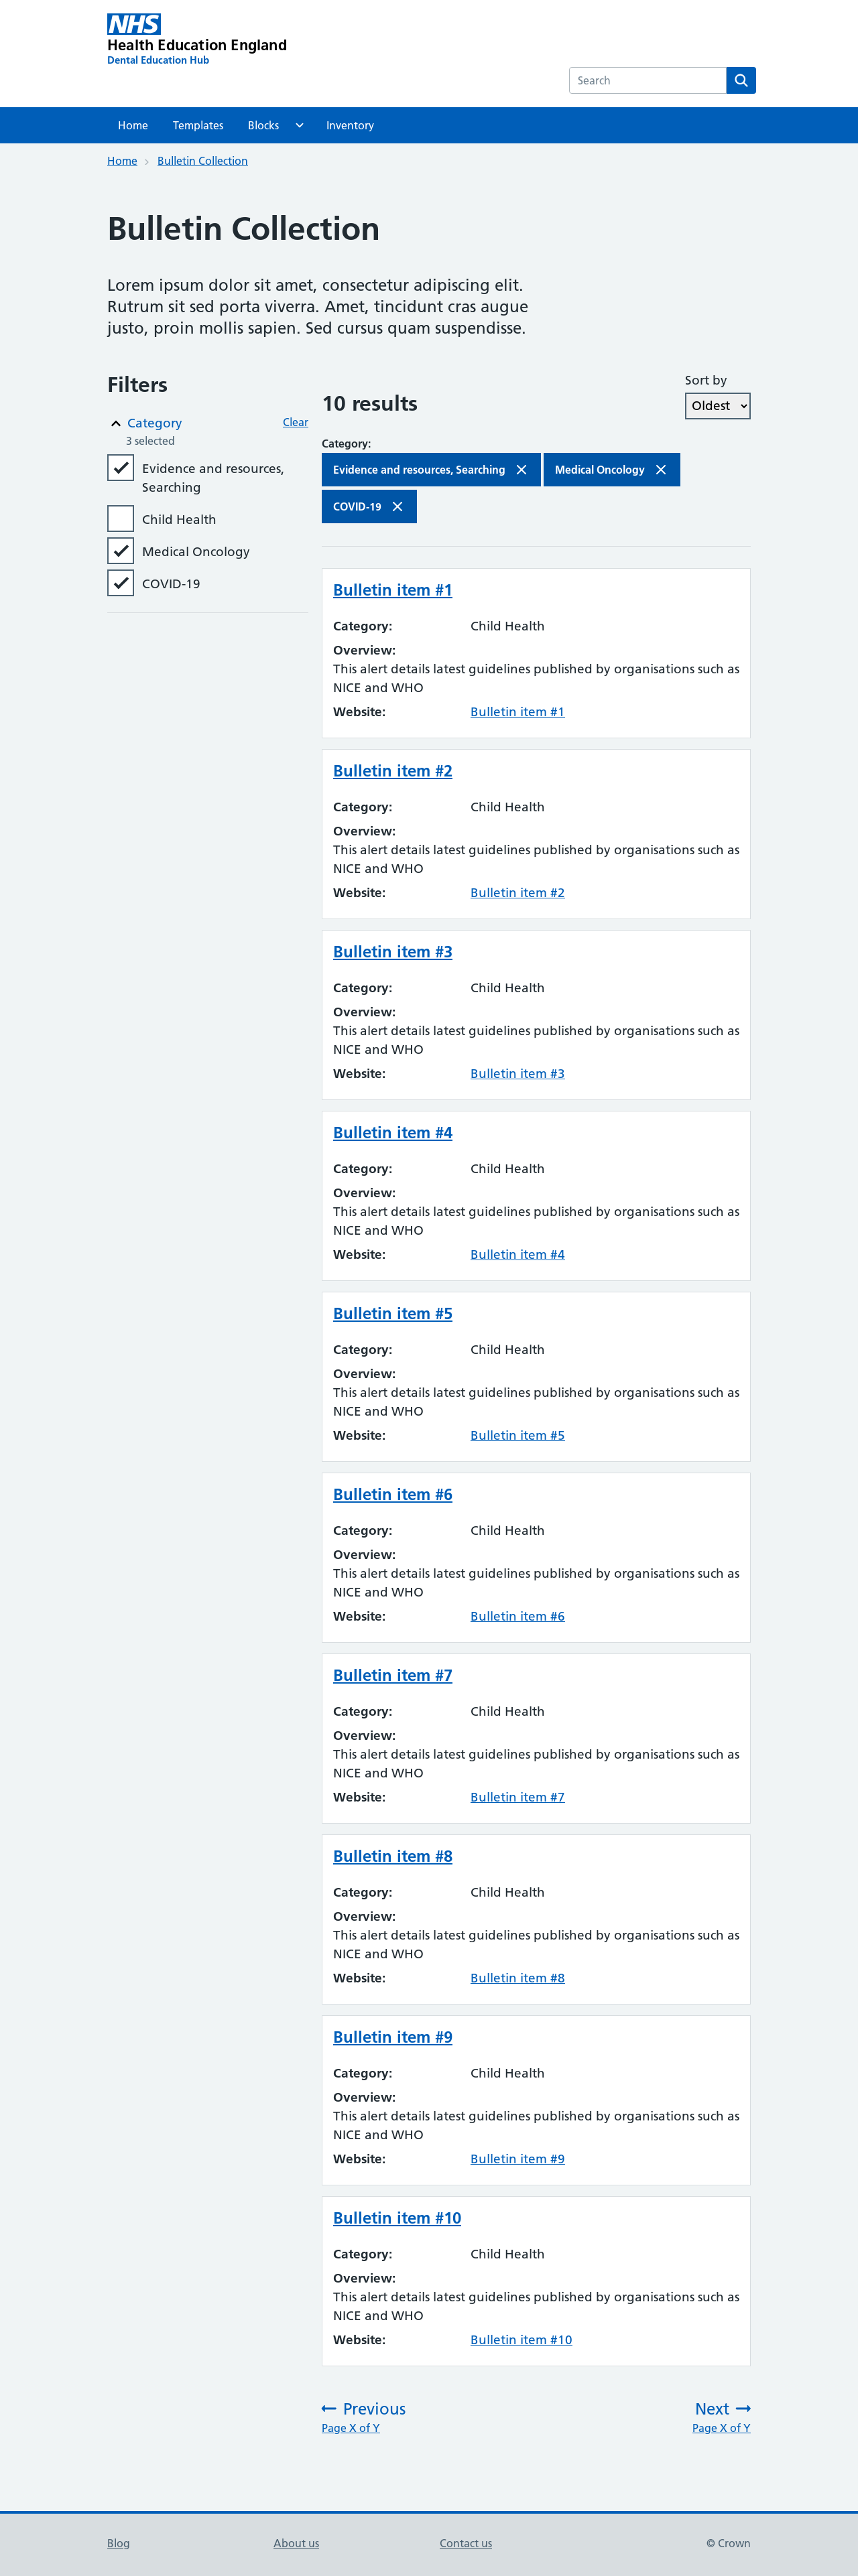 NHS
Health Education England
Dental Education Hub
Search
Home Templates Blocks Inventory
Home Bulletin Collection
Bulletin Collection
Lorem ipsum dolor sit amet, consectetur adipiscing elit.
Rutrum sit sed porta viverra. Amet, tincidunt cras augue
justo, proin mollis sapien. Sed cursus quam suspendisse.
Filters
Category Clear
3 selected
Evidence and resources,
Searching
Child Health
Medical Oncology
COVID-19
10 results
Sort by
Oldest
Category:
Evidence and resources, Searching Medical Oncology
COVID-19
Bulletin item #1
Category: Child Health
Overview:
This alert details latest guidelines published by organisations such as
NICE and WHO
Website: Bulletin item #1
Bulletin item #2
Category: Child Health
Overview:
This alert details latest guidelines published by organisations such as
NICE and WHO
Website: Bulletin item #2
Bulletin item #3
Category: Child Health
Overview:
This alert details latest guidelines published by organisations such as
NICE and WHO
Website: Bulletin item #3
Bulletin item #4
Category: Child Health
Overview:
This alert details latest guidelines published by organisations such as
NICE and WHO
Website: Bulletin item #4
Bulletin item #5
Category: Child Health
Overview:
This alert details latest guidelines published by organisations such as
NICE and WHO
Website: Bulletin item #5
Bulletin item #6
Category: Child Health
Overview:
This alert details latest guidelines published by organisations such as
NICE and WHO
Website: Bulletin item #6
Bulletin item #7
Category: Child Health
Overview:
This alert details latest guidelines published by organisations such as
NICE and WHO
Website: Bulletin item #7
Bulletin item #8
Category: Child Health
Overview:
This alert details latest guidelines published by organisations such as
NICE and WHO
Website: Bulletin item #8
Bulletin item #9
Category: Child Health
Overview:
This alert details latest guidelines published by organisations such as
NICE and WHO
Website: Bulletin item #9
Bulletin item #10
Category: Child Health
Overview:
This alert details latest guidelines published by organisations such as
NICE and WHO
Website: Bulletin item #10
Previous Next
Page X of Y Page X of Y
Blog About us Contact us © Crown